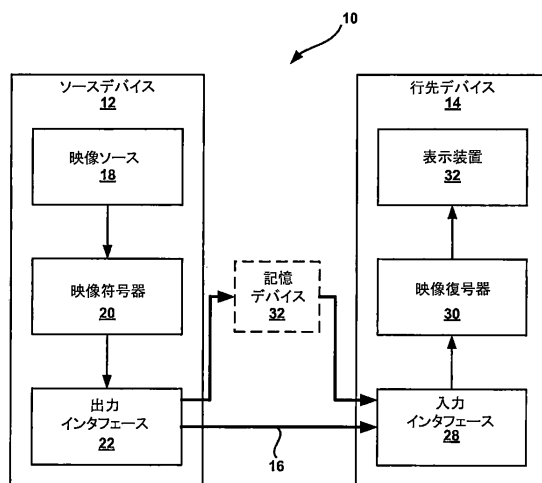 10
ソースデバイス
12
映像ソース
18
映像符号器
20
出力
インタフェース
22
記憶
デバイス
32
16
行先デバイス
14
表示装置
32
映像復号器
30
入力
インタフェース
28